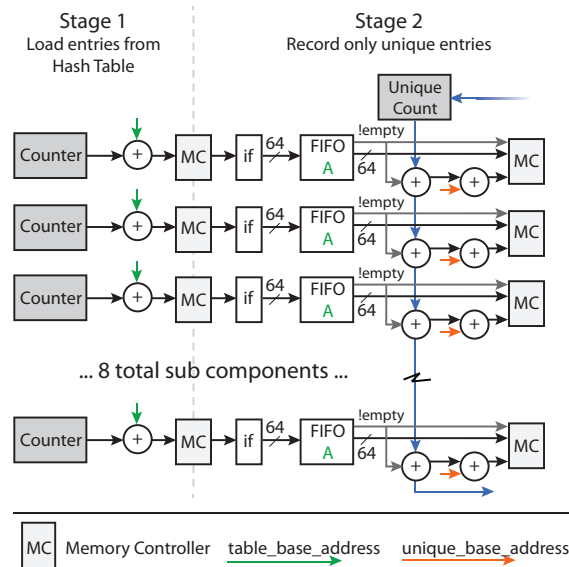 Stage 1
Load entries from
Hash Table
Stage 2
Record only unique entries
Unique
Count
Counter
+
MC
if
64
FIFO
A
!empty
64
+
+
MC
Counter
+
MC
if
64
FIFO
A
!empty
64
+
+
MC
Counter
+
MC
if
64
FIFO
A
!empty
64
+
+
MC
... 8 total sub components ...
Counter
+
MC
if
64
FIFO
A
!empty
64
+
+
MC
MC Memory Controller table_base_address unique_base_address